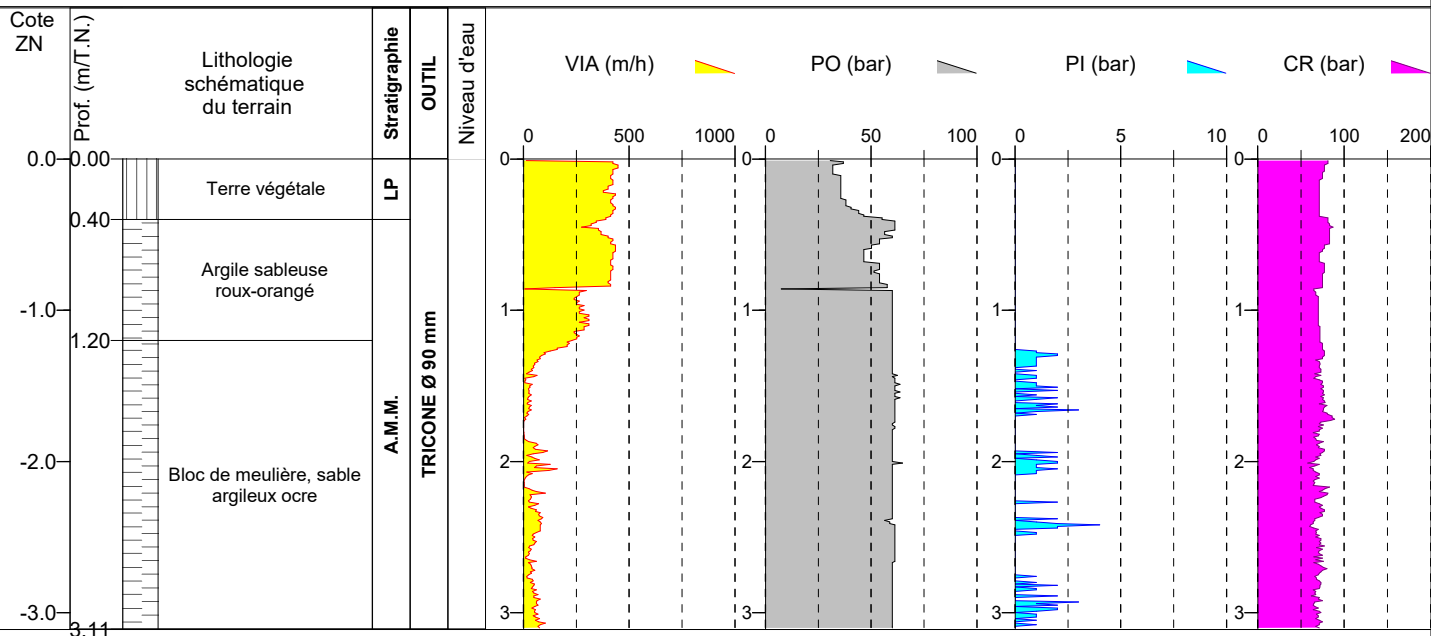 Cote
ZN
Prof. (m/T.N.)
Lithologie
schématique
du terrain
Stratigraphie
OUTIL
Niveau d'eau
VIA (m/h)
PO (bar)
PI (bar)
CR (bar)
0 500 1000
0 50 100
0 5 10
0 100 200
0.0
0.00
0 0 0 0
Terre végétale
LP
0.40
Argile sableuse
roux-orangé
-1.0
1 1 1 1
1.20
A.M.M.
TRICONE Ø 90 mm
-2.0
2 2 2 2
Bloc de meulière, sable
argileux ocre
-3.0
3 3 3 3
3.11